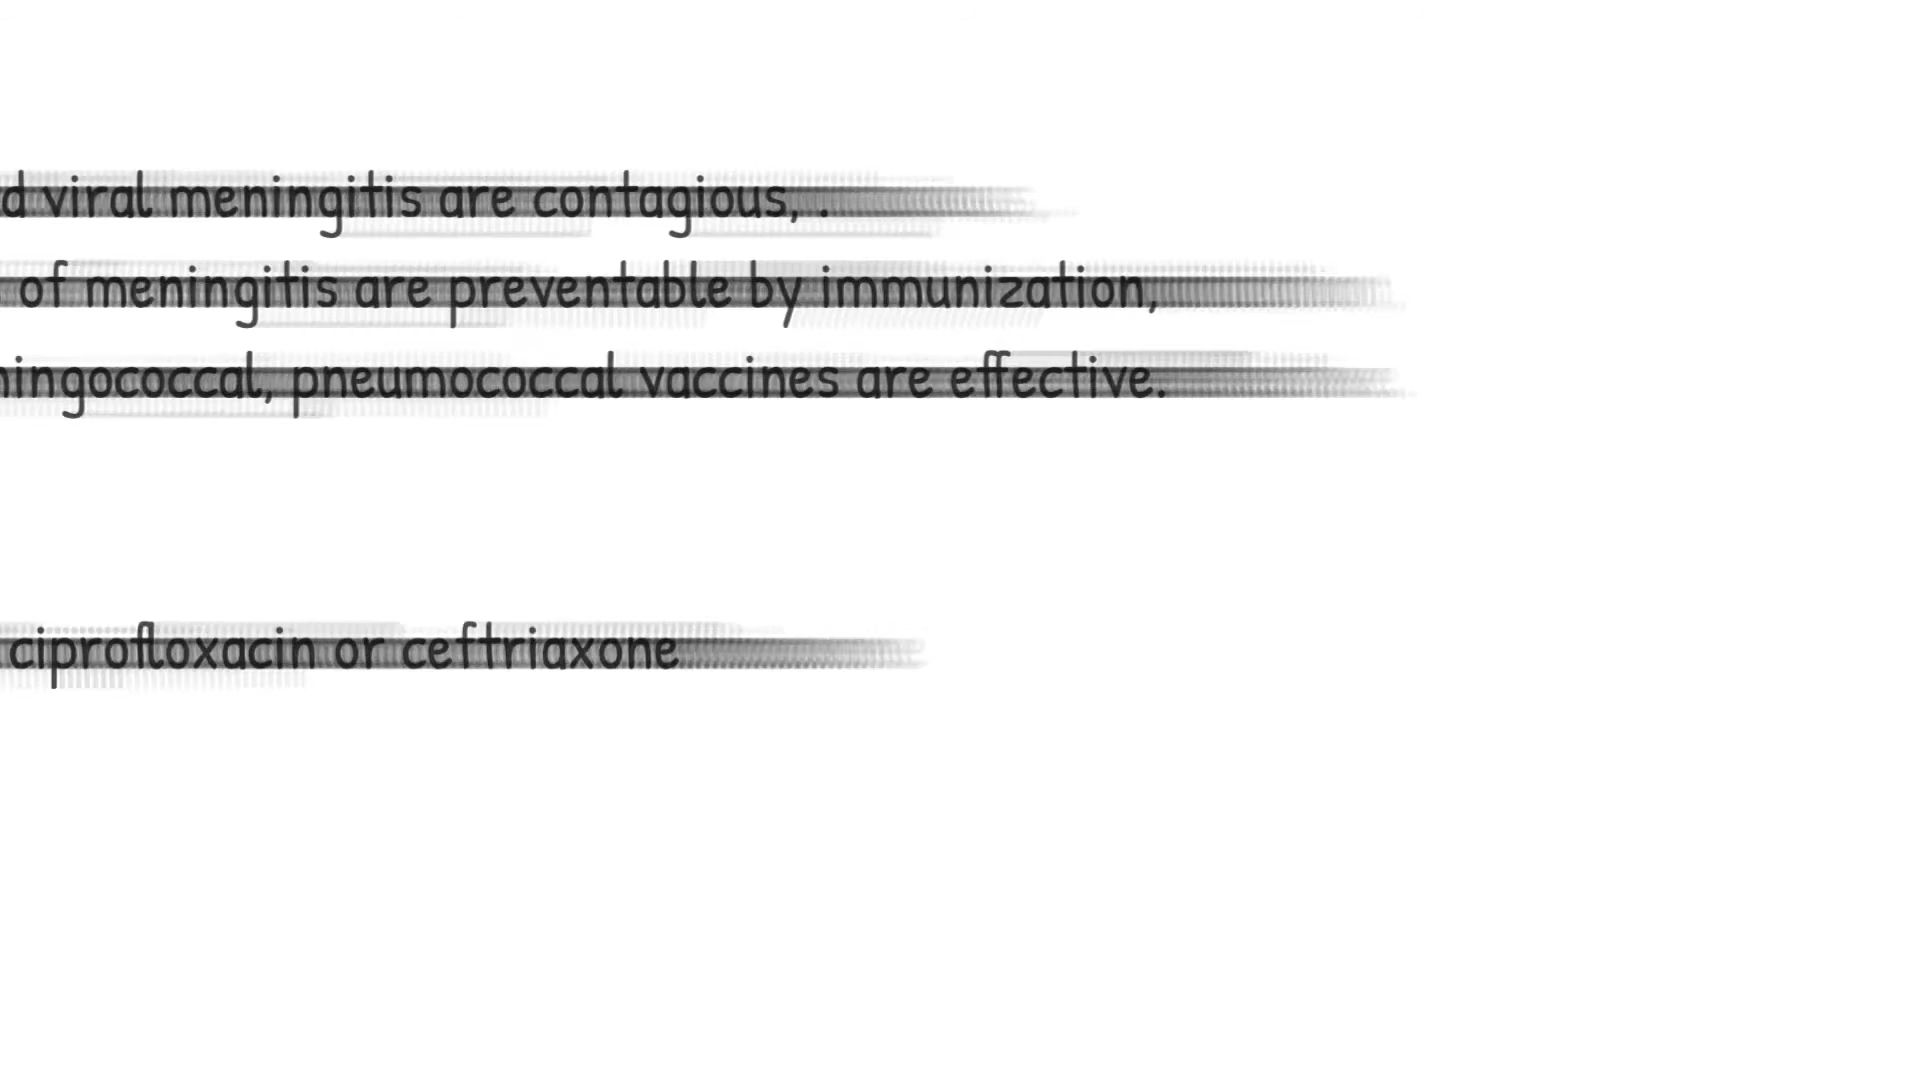 d viral meningitis are contagious, .
of meningitis are preventable by immunization,
ningococcal, pneumococcal vaccines are effective.
ciprofloxacin or ceftriaxone